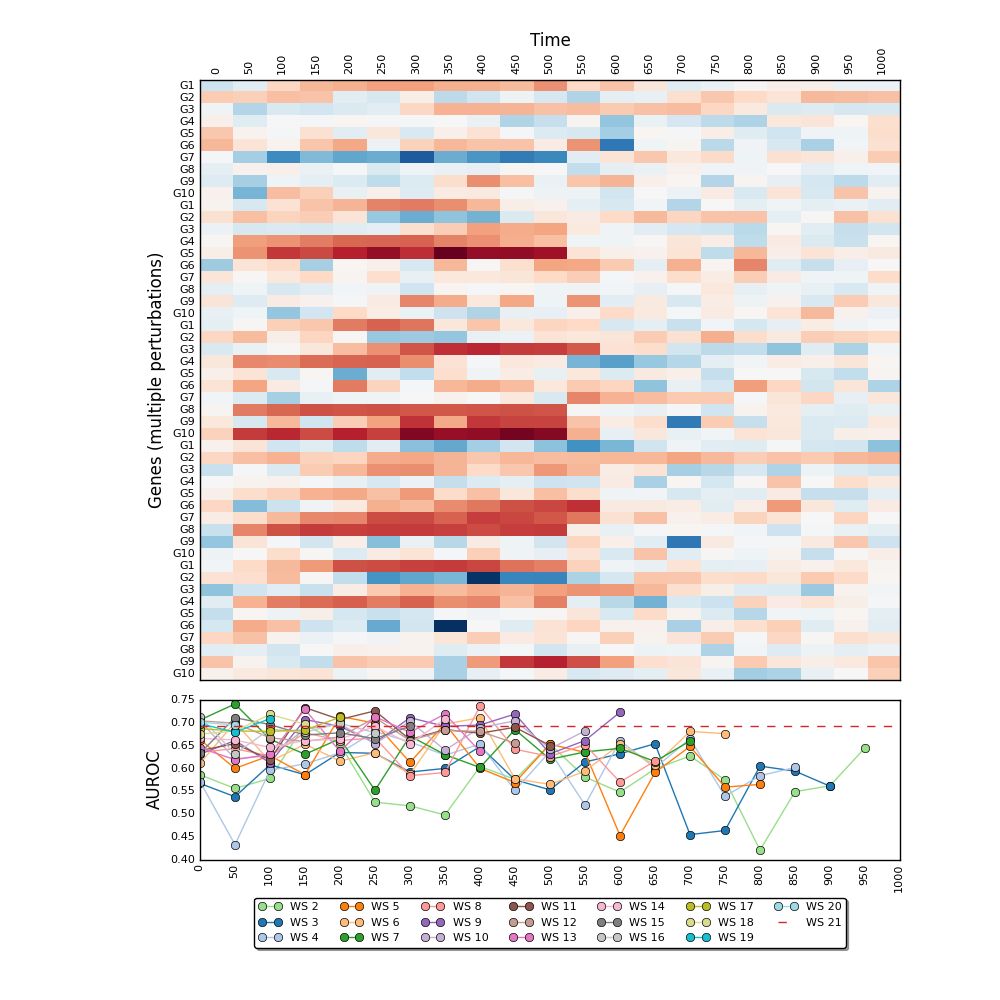 Time
0 50 100 150 200 250 300 350 400 450 500 550 600 650 700 750 800 850 900 950 1000
Genes (multiple perturbations)
G1
G2
G3
G4
G5
G6
G7
G8
G9
G10
G1
G2
G3
G4
G5
G6
G7
G8
G9
G10
G1
G2
G3
G4
G5
G6
G7
G8
G9
G10
G1
G2
G3
G4
G5
G6
G7
G8
G9
G10
G1
G2
G3
G4
G5
G6
G7
G8
G9
G10
AUROC
0.75
0.70
0.65
0.60
0.55
0.50
0.45
0.40
0 50 100 150 200 250 300 350 400 450 500 550 600 650 700 750 800 850 900 950 1000
WS 2 WS 5 WS 8 WS 11 WS 14 WS 17 WS 20
WS 3 WS 6 WS 9 WS 12 WS 15 WS 18 WS 21
WS 4 WS 7 WS 10 WS 13 WS 16 WS 19